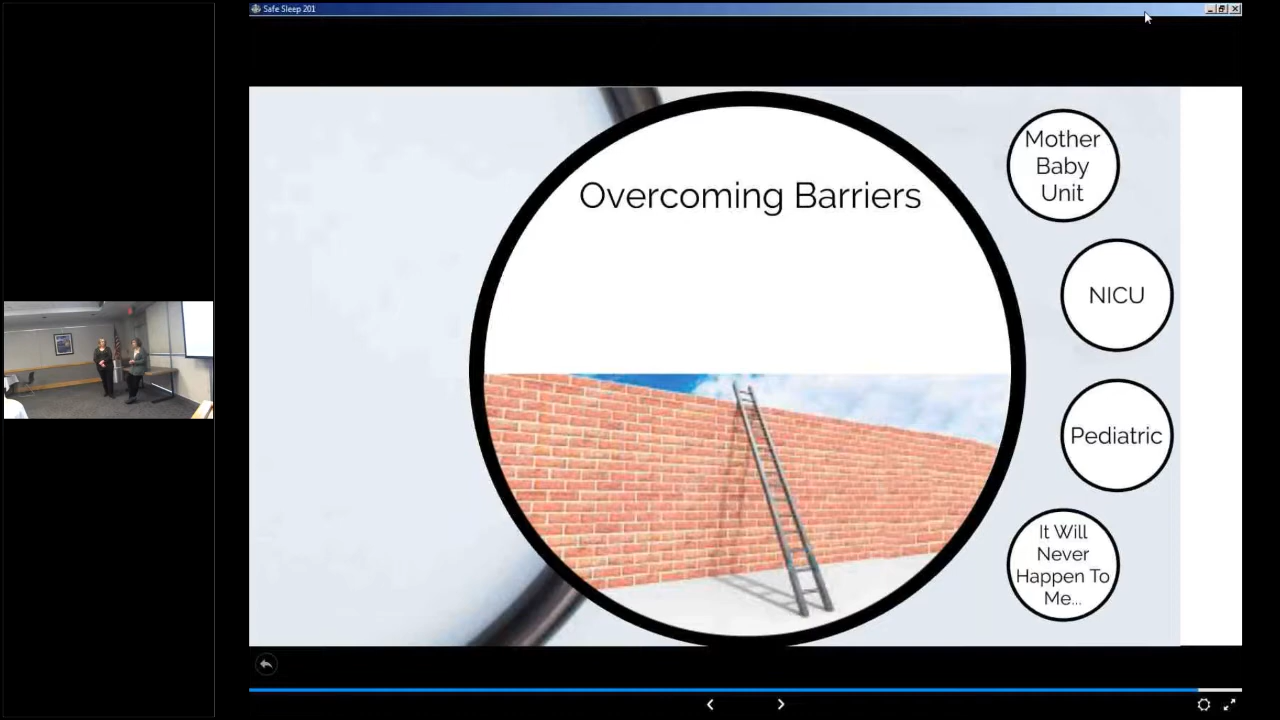 Safe Sleep 201
Overcoming Barriers
Mother
Baby
Unit
NICU
Pediatric
It Will
Never
Happen To
Me...